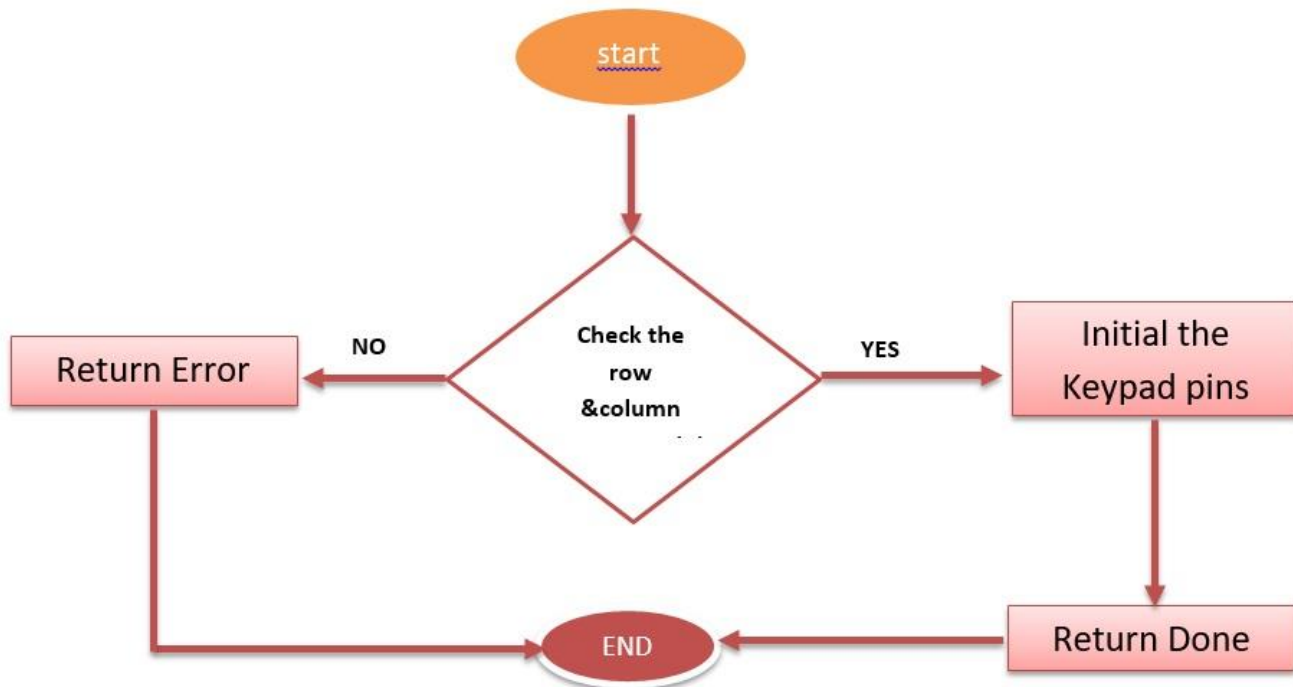 start
Check the
row
&column
NO
YES
Return Error
Initial the
Keypad pins
Return Done
END